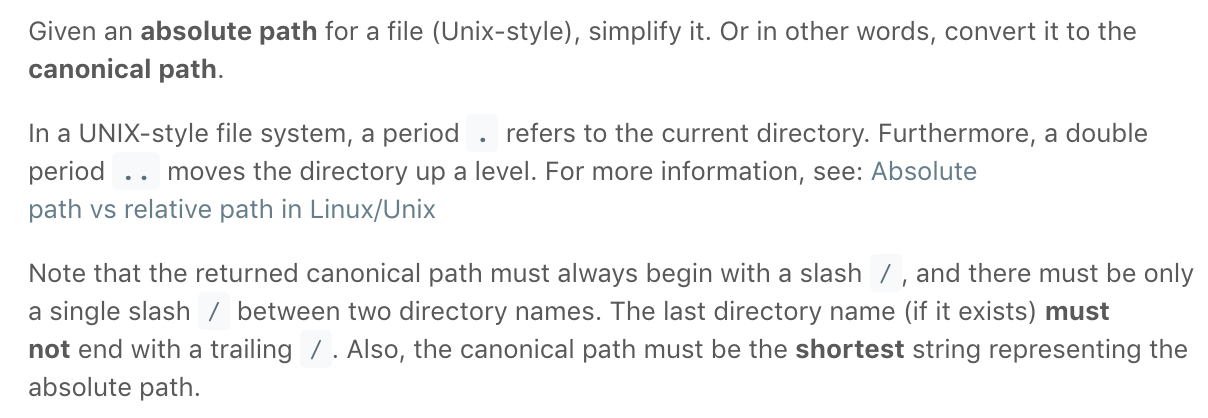 Given an absolute path for a file (Unix-style), simplify it. Or in other words, convert it to the
canonical path.
In a UNIX-style file system, a period . refers to the current directory. Furthermore, a double
period .. moves the directory up a level. For more information, see: Absolute
path vs relative path in Linux/Unix
Note that the returned canonical path must always begin with a slash /, and there must be only
a single slash / between two directory names. The last directory name (if it exists) must
not end with a trailing /. Also, the canonical path must be the shortest string representing the
absolute path.